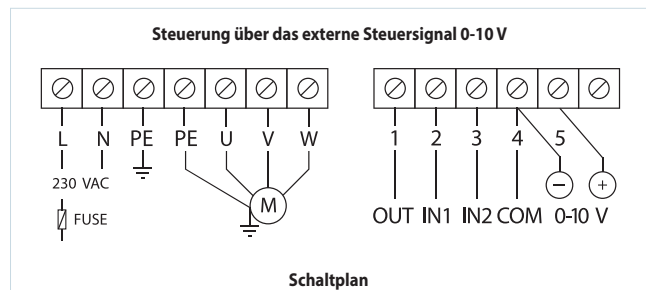 Steuerung über das externe Steuersignal 0-10 V
L N PE PE U V W
1 2 3 4 5
230 VAC
FUSE
M
− +
OUT IN1 IN2 COM 0-10 V
Schaltplan